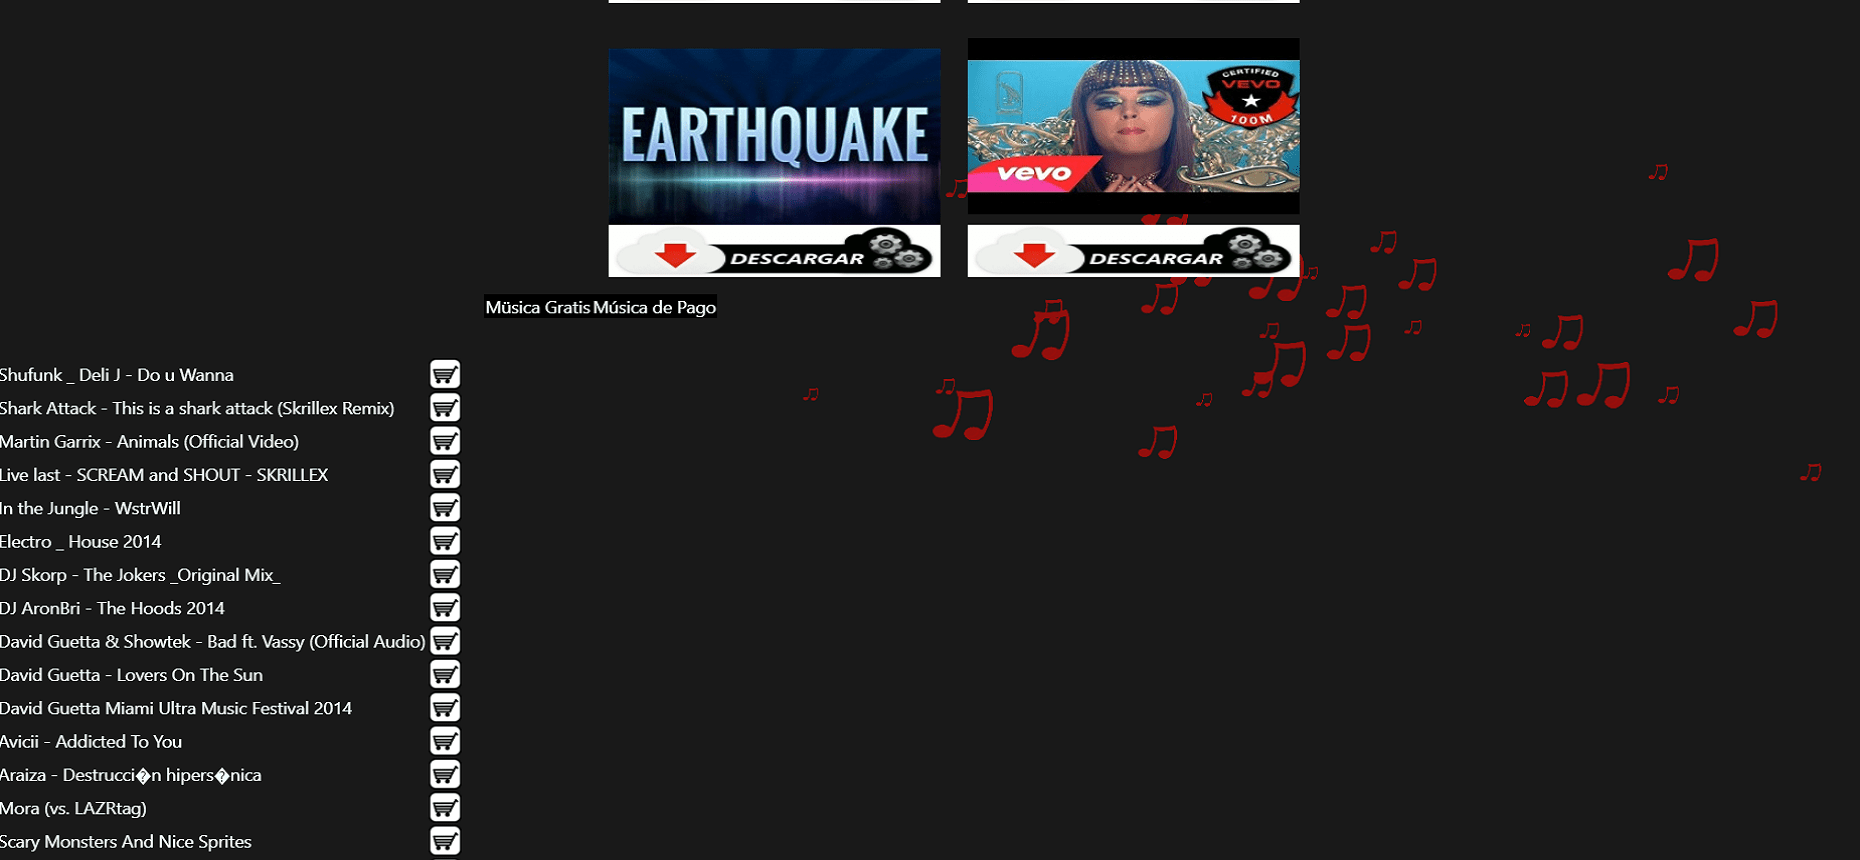 EARTHQUAKE
CERTIFIED
VEVO
100M
vevo
DESCARGAR
DESCARGAR
Müsica Gratis Música de Pago
Shufunk _ Deli J - Do u Wanna
Shark Attack - This is a shark attack (Skrillex Remix)
Martin Garrix - Animals (Official Video)
Live last - SCREAM and SHOUT - SKRILLEX
In the Jungle - WstrWill
Electro _ House 2014
DJ Skorp - The Jokers _Original Mix_
DJ AronBri - The Hoods 2014
David Guetta & Showtek - Bad ft. Vassy (Official Audio)
David Guetta - Lovers On The Sun
David Guetta Miami Ultra Music Festival 2014
Avicii - Addicted To You
Araiza - Destrucci�n hipers�nica
Mora (vs. LAZRtag)
Scary Monsters And Nice Sprites